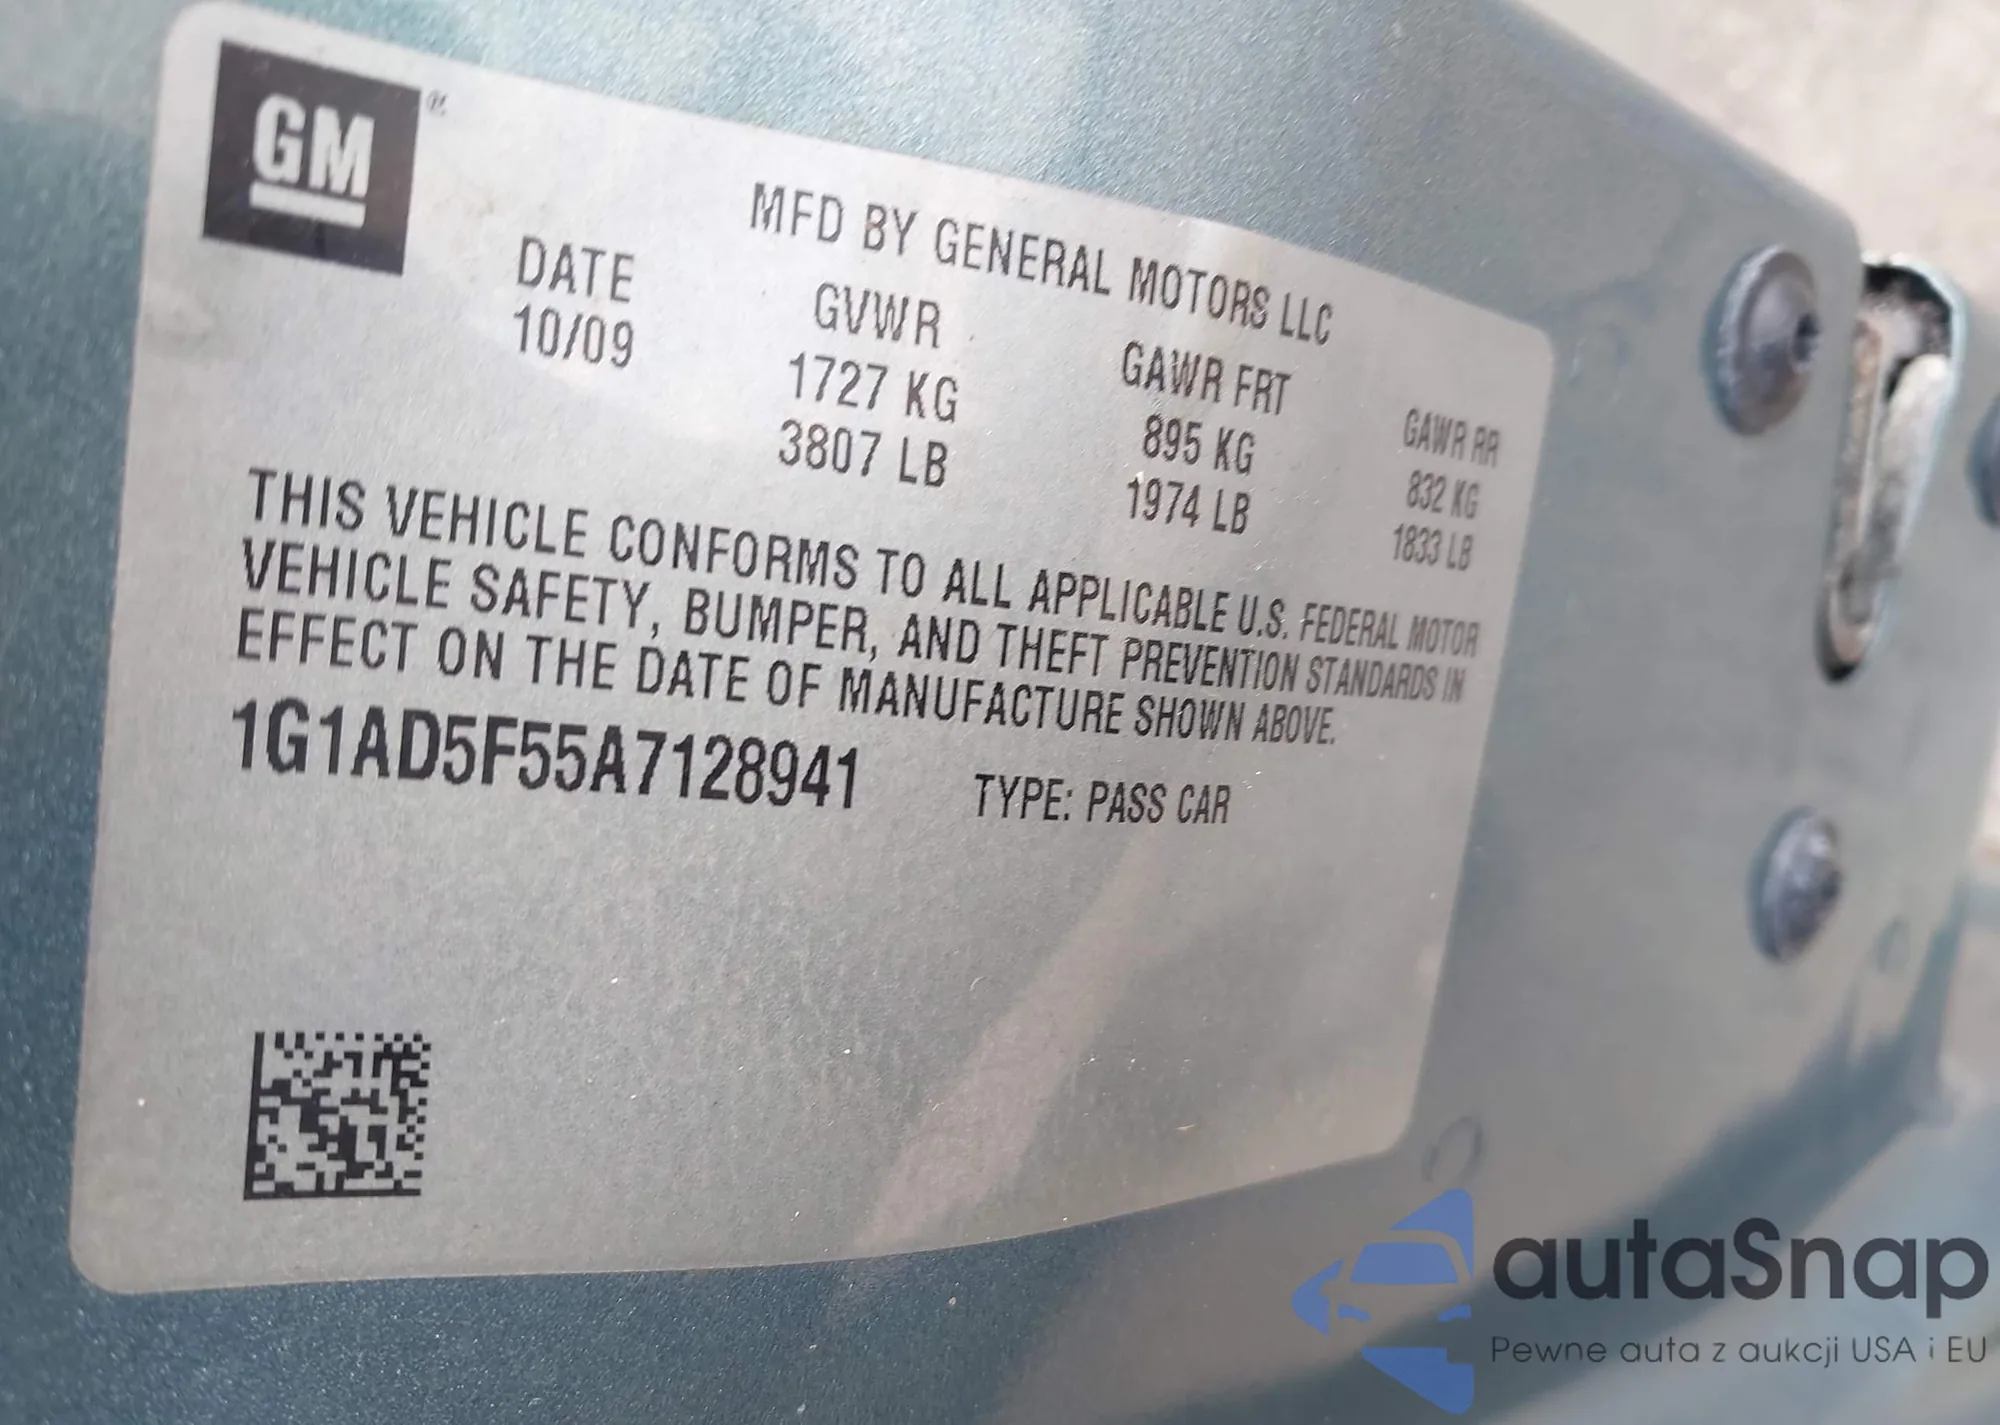 GM®
MFD BY GENERAL MOTORS LLC
DATE GVWR GAWR FRT GAWR RR
10/09 1727 KG 895 KG 832 KG
3807 LB 1974 LB 1833 LB
THIS VEHICLE CONFORMS TO ALL APPLICABLE U.S. FEDERAL MOTOR
VEHICLE SAFETY, BUMPER, AND THEFT PREVENTION STANDARDS IN
EFFECT ON THE DATE OF MANUFACTURE SHOWN ABOVE.
1G1AD5F55A7128941 TYPE: PASS CAR
autaSnap
Pewne auta z aukcji USA i EU